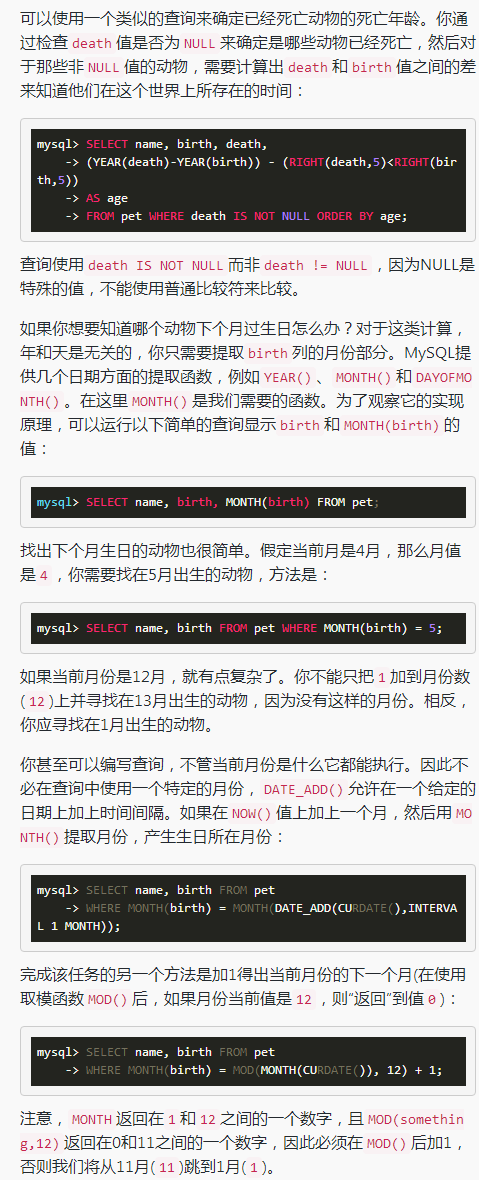 可以使用一个类似的查询来确定已经死亡动物的死亡年龄。你通
过检查 death 值是否为 NULL 来确定是哪些动物已经死亡，然后对
于那些非 NULL 值的动物，需要计算出 death 和 birth 值之间的差
来知道他们在这个世界上所存在的时间：
mysql> SELECT name, birth, death,
    -> (YEAR(death)-YEAR(birth)) - (RIGHT(death,5)<RIGHT(bir
th,5))
    -> AS age
    -> FROM pet WHERE death IS NOT NULL ORDER BY age;
查询使用 death IS NOT NULL 而非 death != NULL ，因为NULL是
特殊的值，不能使用普通比较符来比较。
如果你想要知道哪个动物下个月过生日怎么办？对于这类计算，
年和天是无关的，你只需要提取 birth 列的月份部分。MySQL提
供几个日期方面的提取函数，例如 YEAR() 、 MONTH() 和 DAYOFMO
NTH() 。在这里 MONTH() 是我们需要的函数。为了观察它的实现
原理，可以运行以下简单的查询显示 birth 和 MONTH(birth) 的
值：
mysql> SELECT name, birth, MONTH(birth) FROM pet;
找出下个月生日的动物也很简单。假定当前月是4月，那么月值
是 4 ，你需要找在5月出生的动物，方法是：
mysql> SELECT name, birth FROM pet WHERE MONTH(birth) = 5;
如果当前月份是12月，就有点复杂了。你不能只把 1 加到月份数
( 12 )上并寻找在13月出生的动物，因为没有这样的月份。相反，
你应寻找在1月出生的动物。
你甚至可以编写查询，不管当前月份是什么它都能执行。因此不
必在查询中使用一个特定的月份， DATE_ADD() 允许在一个给定的
日期上加上时间间隔。如果在 NOW() 值上加上一个月，然后用 MO
NTH() 提取月份，产生生日所在月份：
mysql> SELECT name, birth FROM pet
    -> WHERE MONTH(birth) = MONTH(DATE_ADD(CURDATE(),INTERVA
L 1 MONTH));
完成该任务的另一个方法是加1得出当前月份的下一个月(在使用
取模函数 MOD() 后，如果月份当前值是 12 ，则“返回”到值 0 )：
mysql> SELECT name, birth FROM pet
    -> WHERE MONTH(birth) = MOD(MONTH(CURDATE()), 12) + 1;
注意， MONTH 返回在 1 和 12 之间的一个数字，且 MOD(somethin
g,12) 返回在0和11之间的一个数字，因此必须在 MOD() 后加1，
否则我们将从11月( 11 )跳到1月( 1 )。